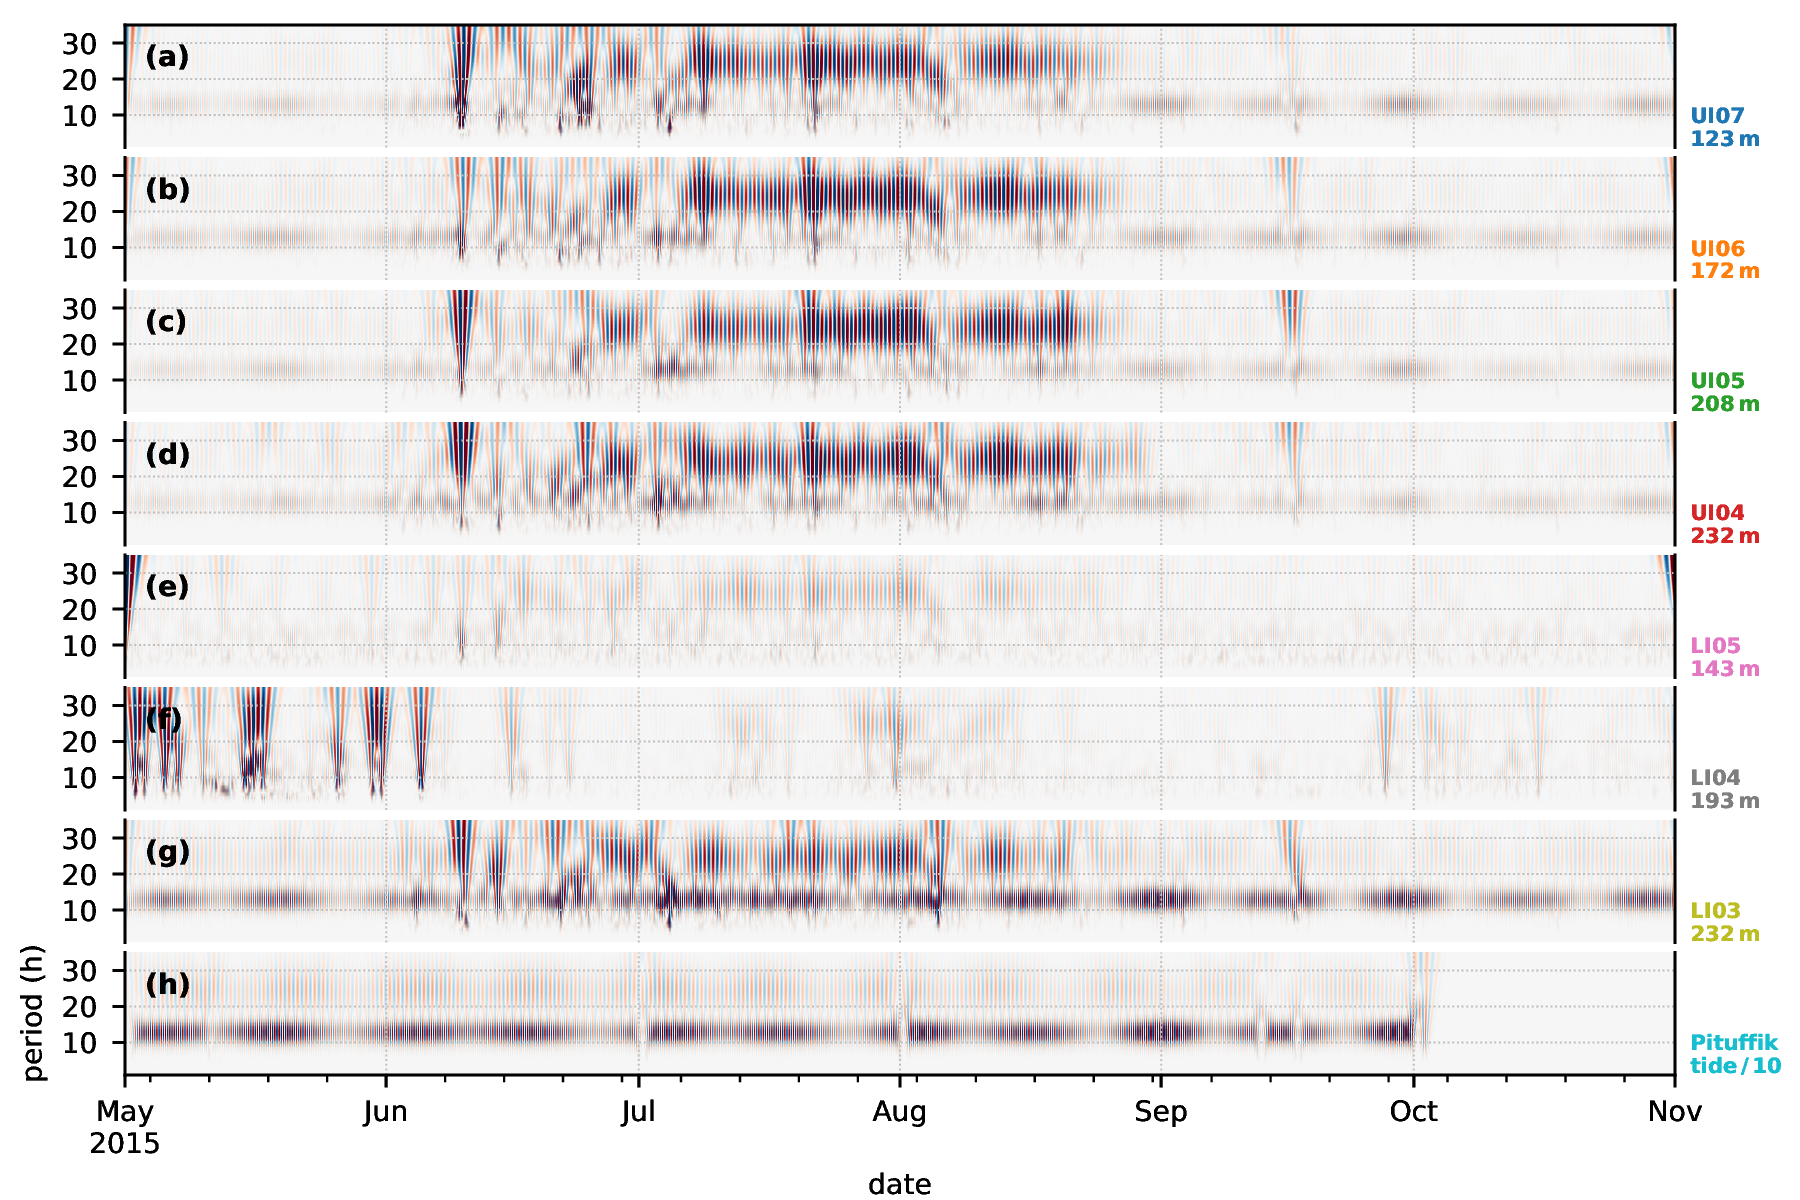 30
20
10
(a)
UI07
123 m
30
20
10
(b)
UI06
172 m
30
20
10
(c)
UI05
208 m
30
20
10
(d)
UI04
232 m
30
20
10
(e)
LI05
143 m
30
20
10
(f)
LI04
193 m
30
20
10
(g)
LI03
232 m
30
20
10
(h)
Pituffik
tide / 10
period (h)
May Jun Jul Aug Sep Oct Nov
2015
date